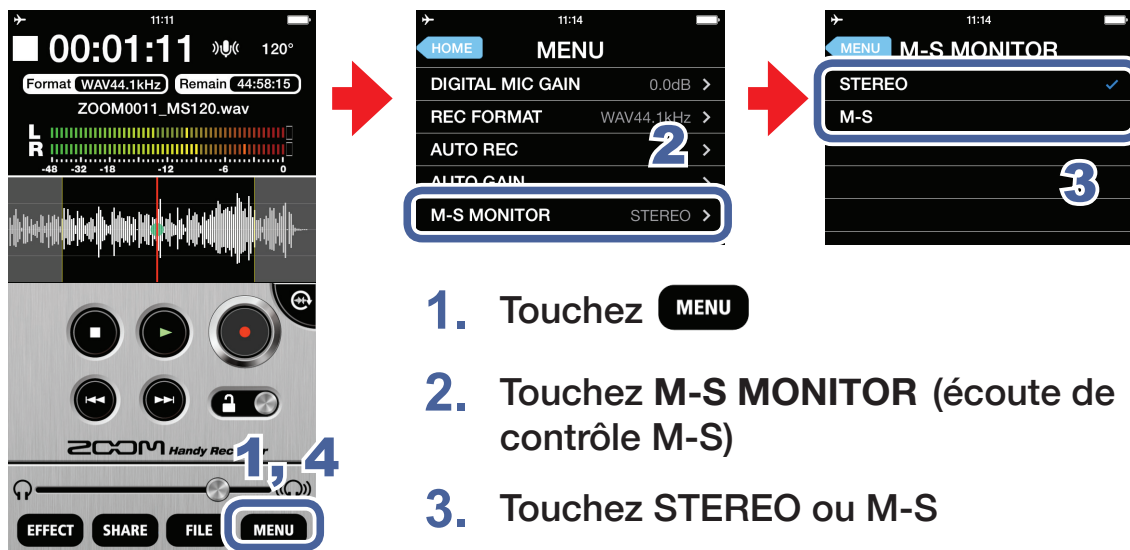 11:11
00:01:11 120°
Format WAV44.1kHz Remain 44:58:15
ZOOM0011_MS120.wav
L
R
-48 -32 -18 -12 -6 0
ZOOM Handy Recorder
1, 4
EFFECT SHARE FILE MENU
11:14
HOME MENU
DIGITAL MIC GAIN 0.0dB
REC FORMAT WAV44.1kHz
2
AUTO REC
AUTO GAIN
M-S MONITOR STEREO
11:14
MENU M-S MONITOR
STEREO
M-S
3
1. Touchez MENU
2. Touchez M-S MONITOR (écoute de
contrôle M-S)
3. Touchez STEREO ou M-S